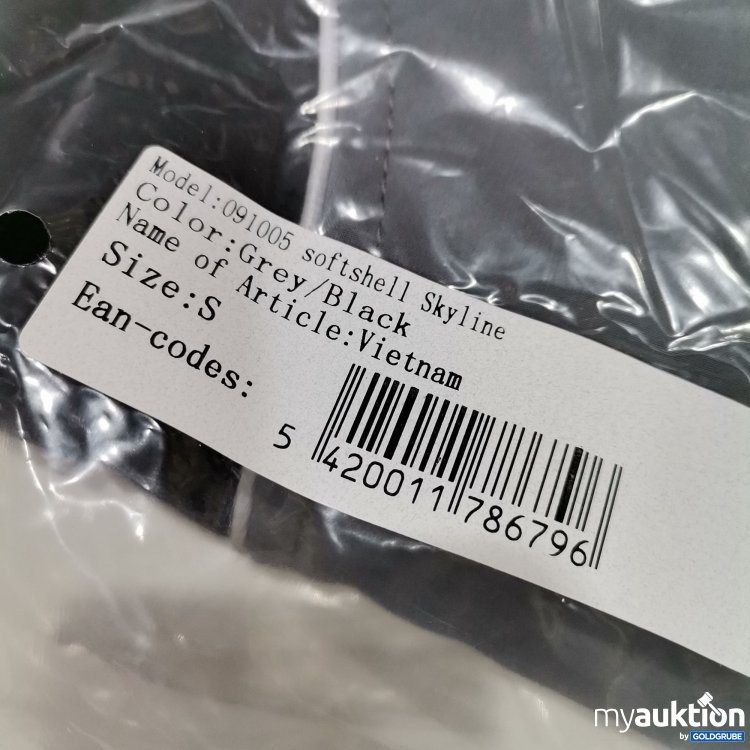 Model:091005 softshell Skyline
Color:Grey/Black
Name of Article:Vietnam
Size:S
Ean-codes:
5 420011 786796
myauktion
by GOLDGRUBE